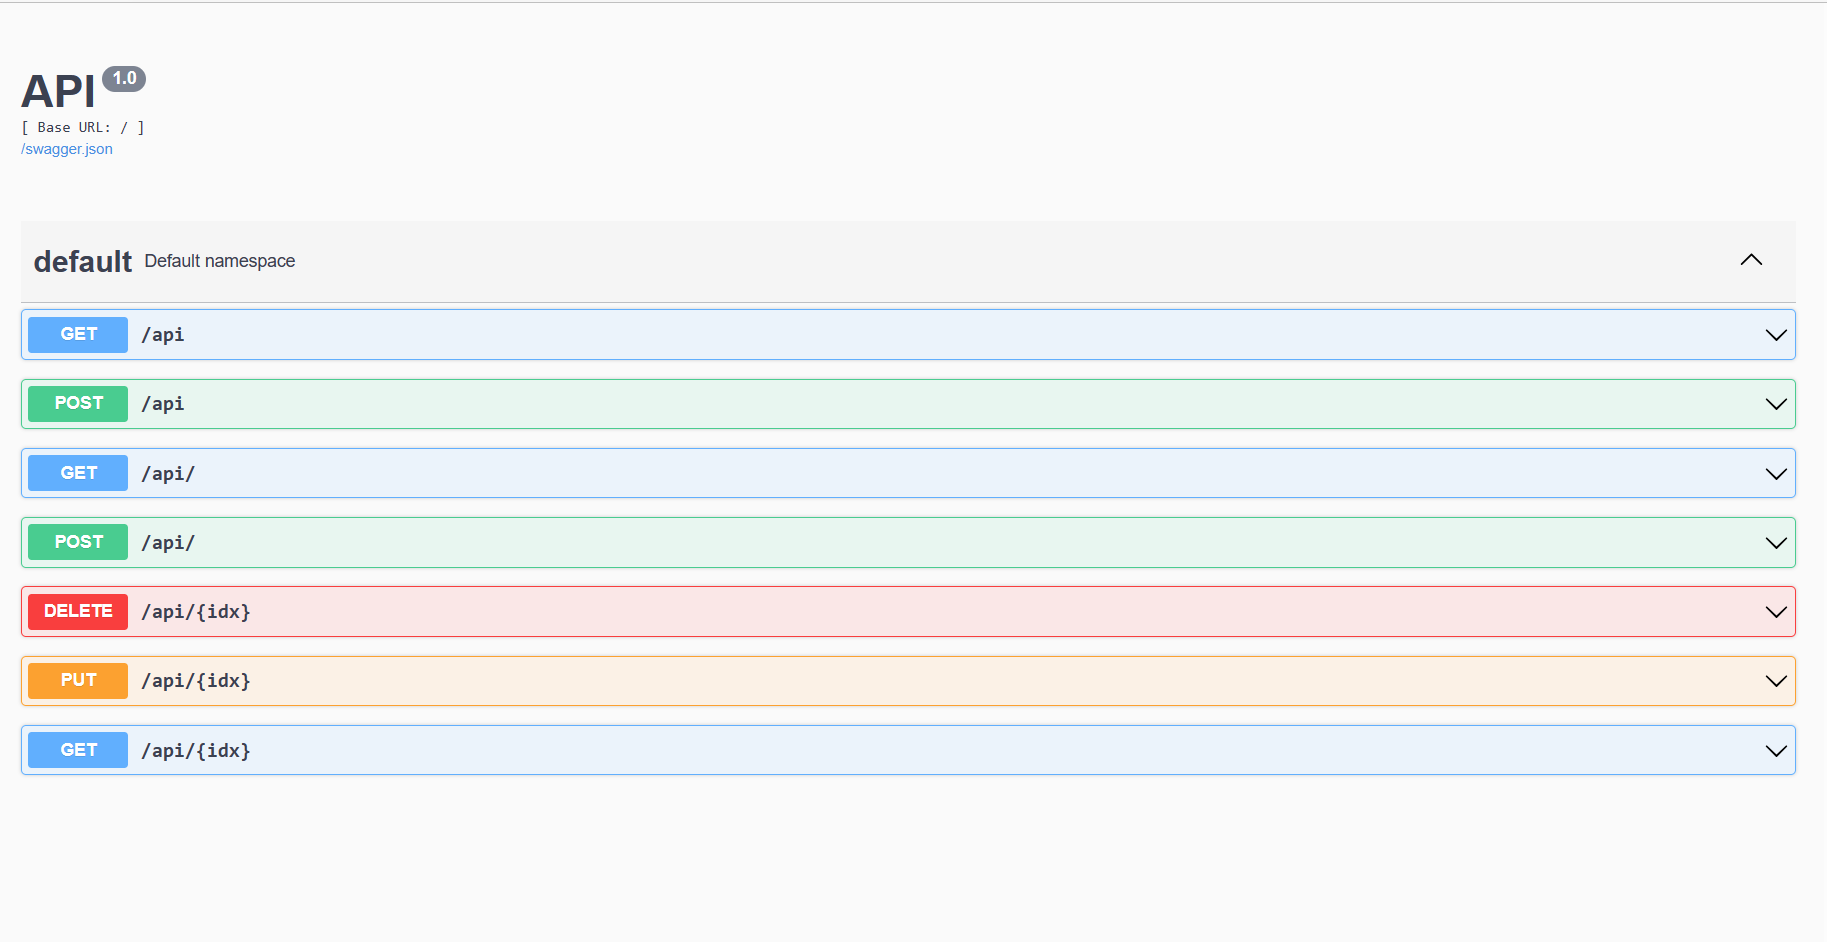 API 1.0
[ Base URL: / ]
/swagger.json
default Default namespace
GET /api
POST /api
GET /api/
POST /api/
DELETE /api/{idx}
PUT /api/{idx}
GET /api/{idx}